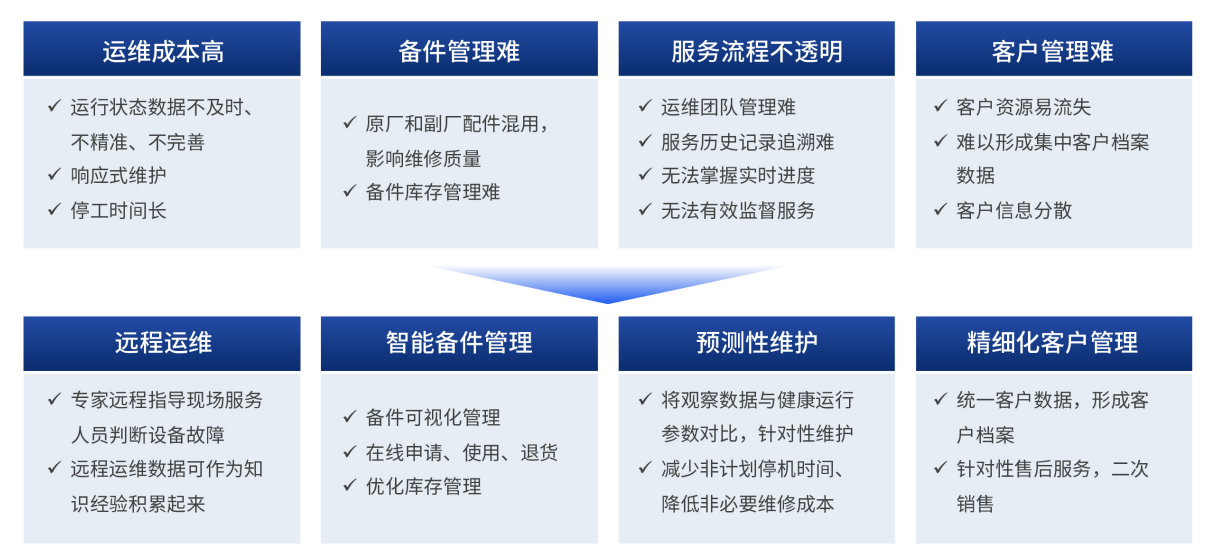 运维成本高
✓ 运行状态数据不及时、
不精准、不完善
✓ 响应式维护
✓ 停工时间长
备件管理难
✓ 原厂和副厂配件混用，
影响维修质量
✓ 备件库存管理难
服务流程不透明
✓ 运维团队管理难
✓ 服务历史记录追溯难
✓ 无法掌握实时进度
✓ 无法有效监督服务
客户管理难
✓ 客户资源易流失
✓ 难以形成集中客户档案
数据
✓ 客户信息分散
远程运维
✓ 专家远程指导现场服务
人员判断设备故障
✓ 远程运维数据可作为知
识经验积累起来
智能备件管理
✓ 备件可视化管理
✓ 在线申请、使用、退货
✓ 优化库存管理
预测性维护
✓ 将观察数据与健康运行
参数对比，针对性维护
✓ 减少非计划停机时间、
降低非必要维修成本
精细化客户管理
✓ 统一客户数据，形成客
户档案
✓ 针对性售后服务，二次
销售